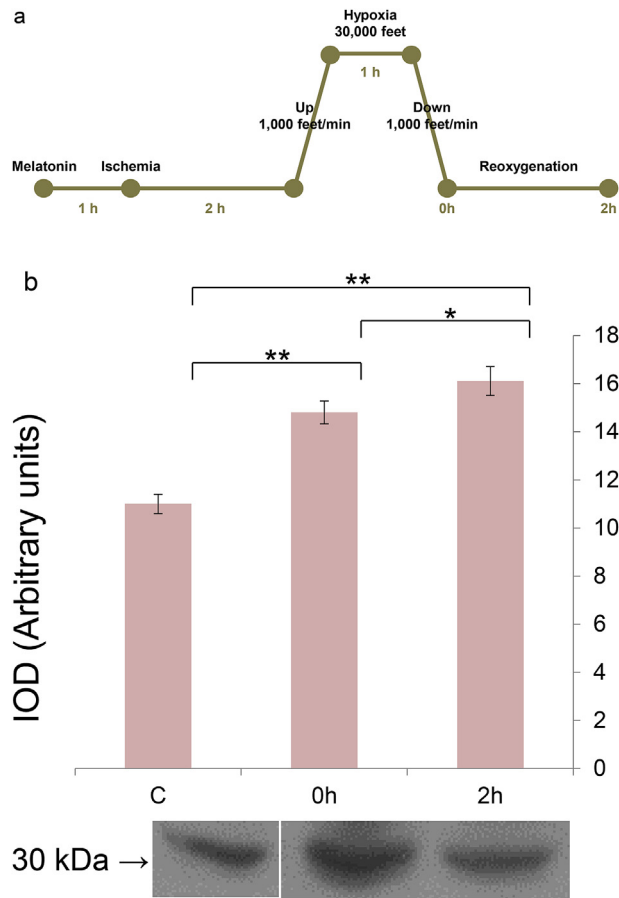 a
Hypoxia
30,000 feet
1 h
Up
1,000 feet/min
Down
1,000 feet/min
Melatonin
Ischemia
Reoxygenation
1 h
2 h
0h
2h
b
**
*
**
18
16
14
12
10
8
6
4
2
0
IOD (Arbitrary units)
C
0h
2h
30 kDa →